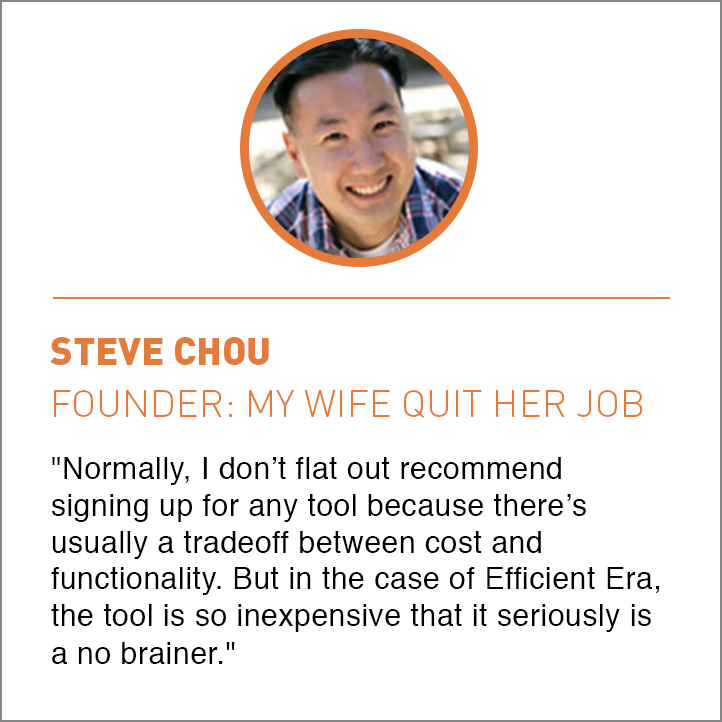 STEVE CHOU
FOUNDER: MY WIFE QUIT HER JOB
"Normally, I don’t flat out recommend
signing up for any tool because there’s
usually a tradeoff between cost and
functionality. But in the case of Efficient Era,
the tool is so inexpensive that it seriously is
a no brainer."